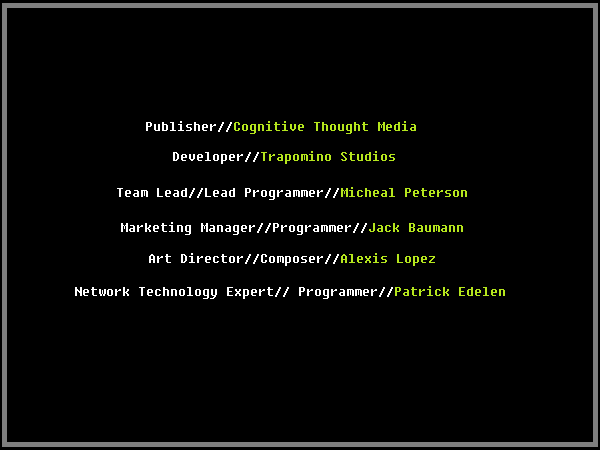 Publisher//Cognitive Thought Media
Developer//Trapomino Studios
Team Lead//Lead Programmer//Micheal Peterson
Marketing Manager//Programmer//Jack Baumann
Art Director//Composer//Alexis Lopez
Network Technology Expert// Programmer//Patrick Edelen